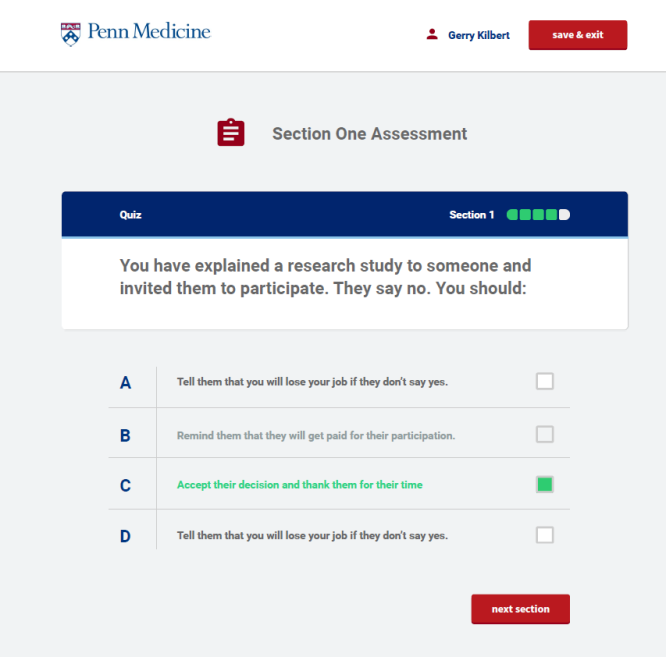 Penn Medicine
Gerry Kilbert
save & exit
Section One Assessment
Quiz
Section 1
You have explained a research study to someone and
invited them to participate. They say no. You should:
A
Tell them that you will lose your job if they don't say yes.
B
Remind them that they will get paid for their participation.
C
Accept their decision and thank them for their time
D
Tell them that you will lose your job if they don't say yes.
next section